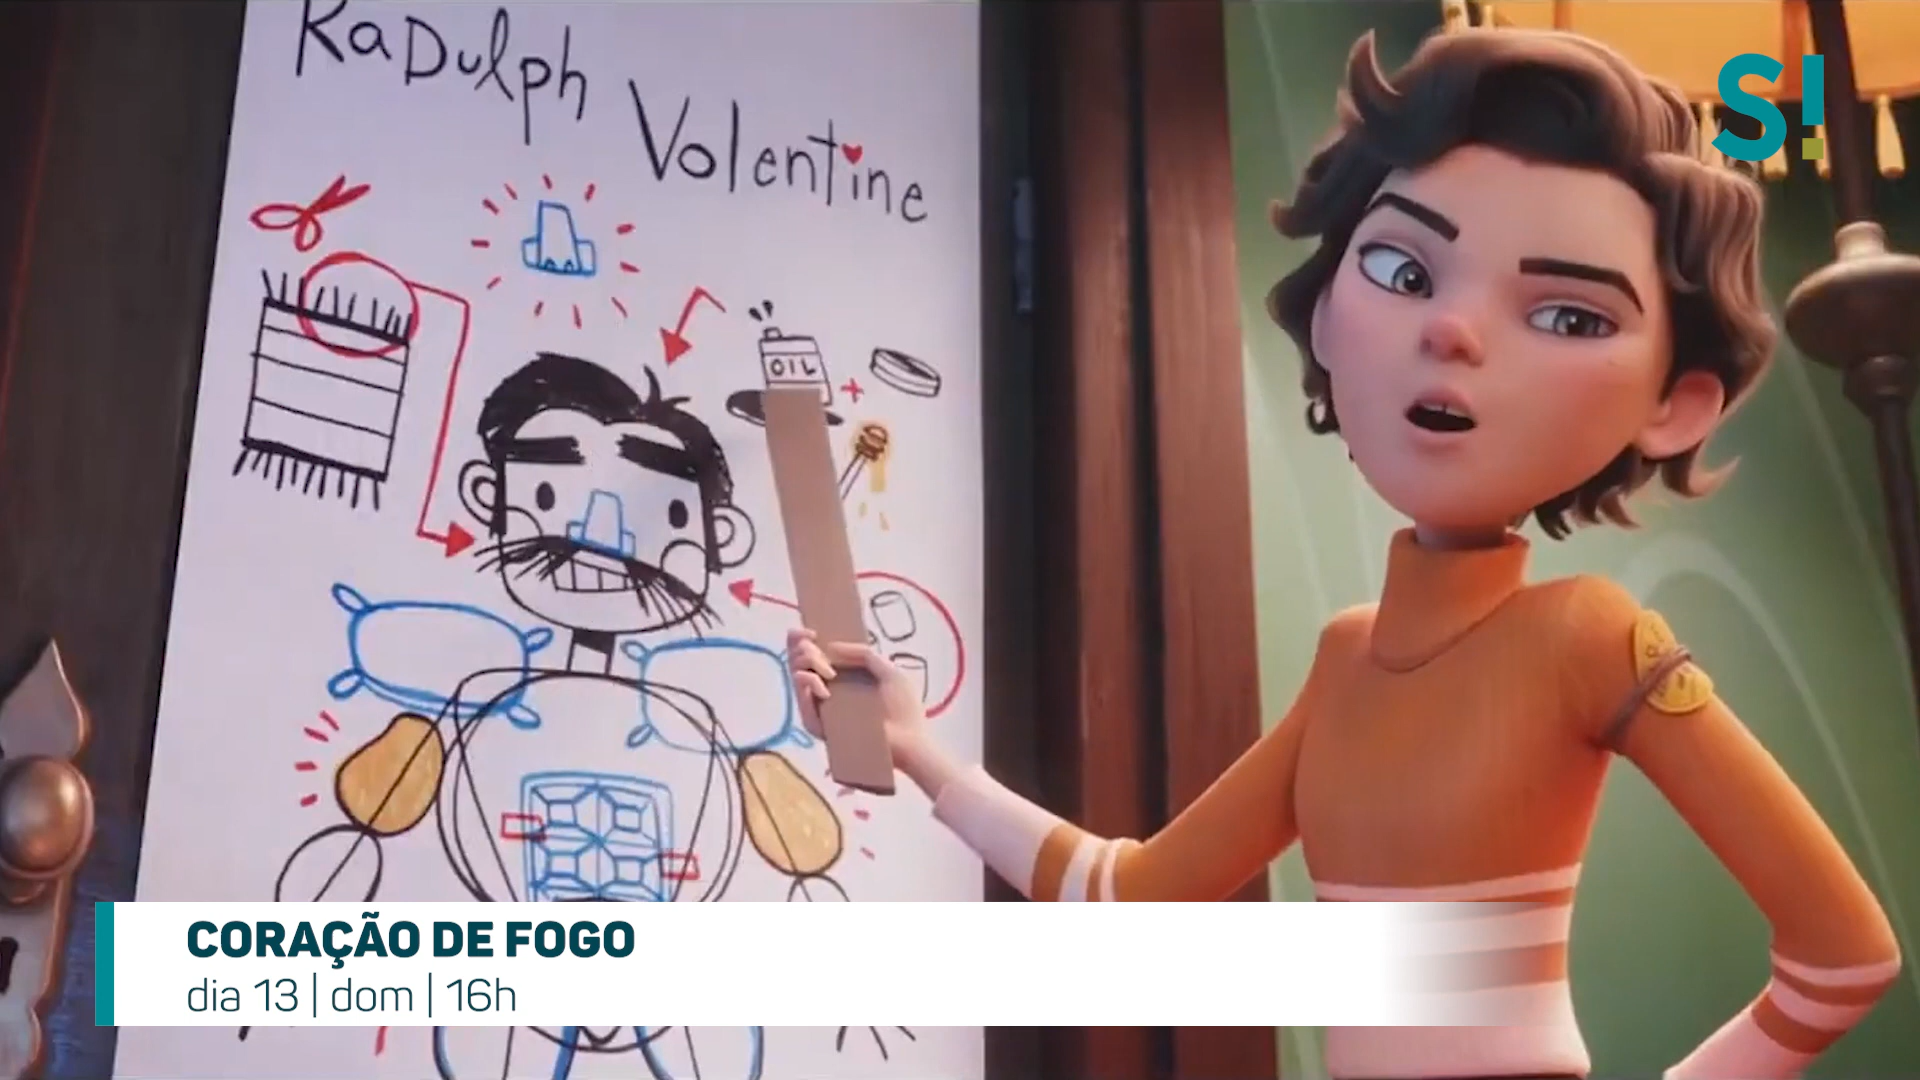 RaDulph
Volentine
S!
OIL
CORAÇÃO DE FOGO
dia 13 | dom | 16h